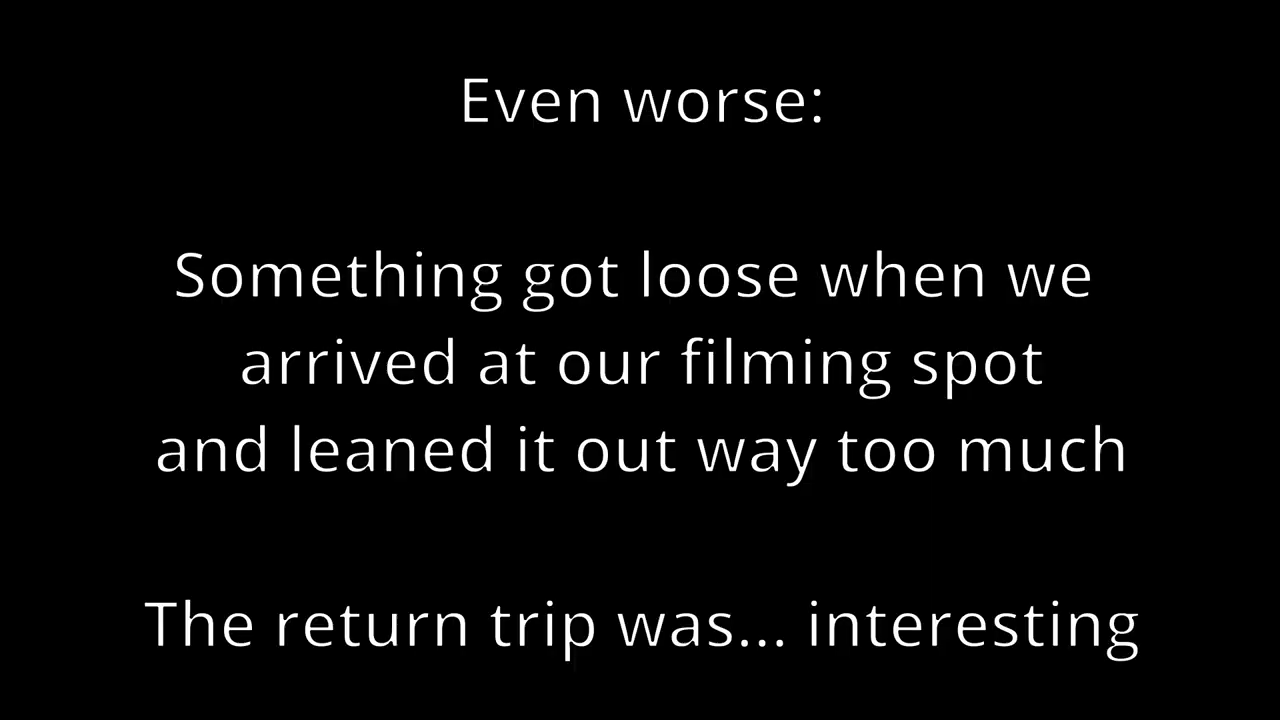 Even worse:
Something got loose when we
arrived at our filming spot
and leaned it out way too much
The return trip was... interesting